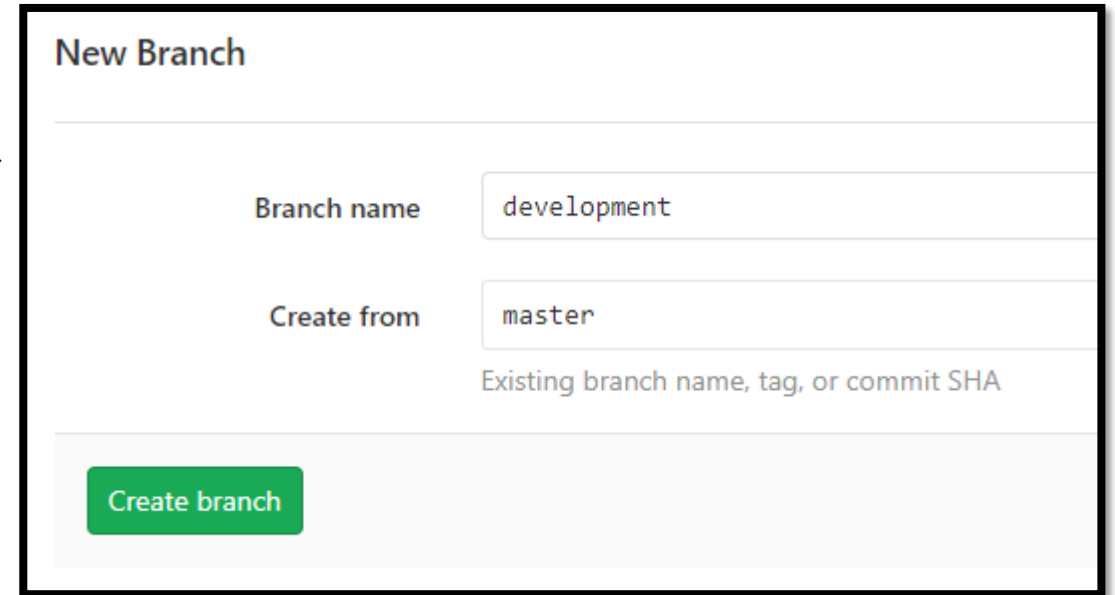 New Branch
Branch name
development
Create from
master
Existing branch name, tag, or commit SHA
Create branch